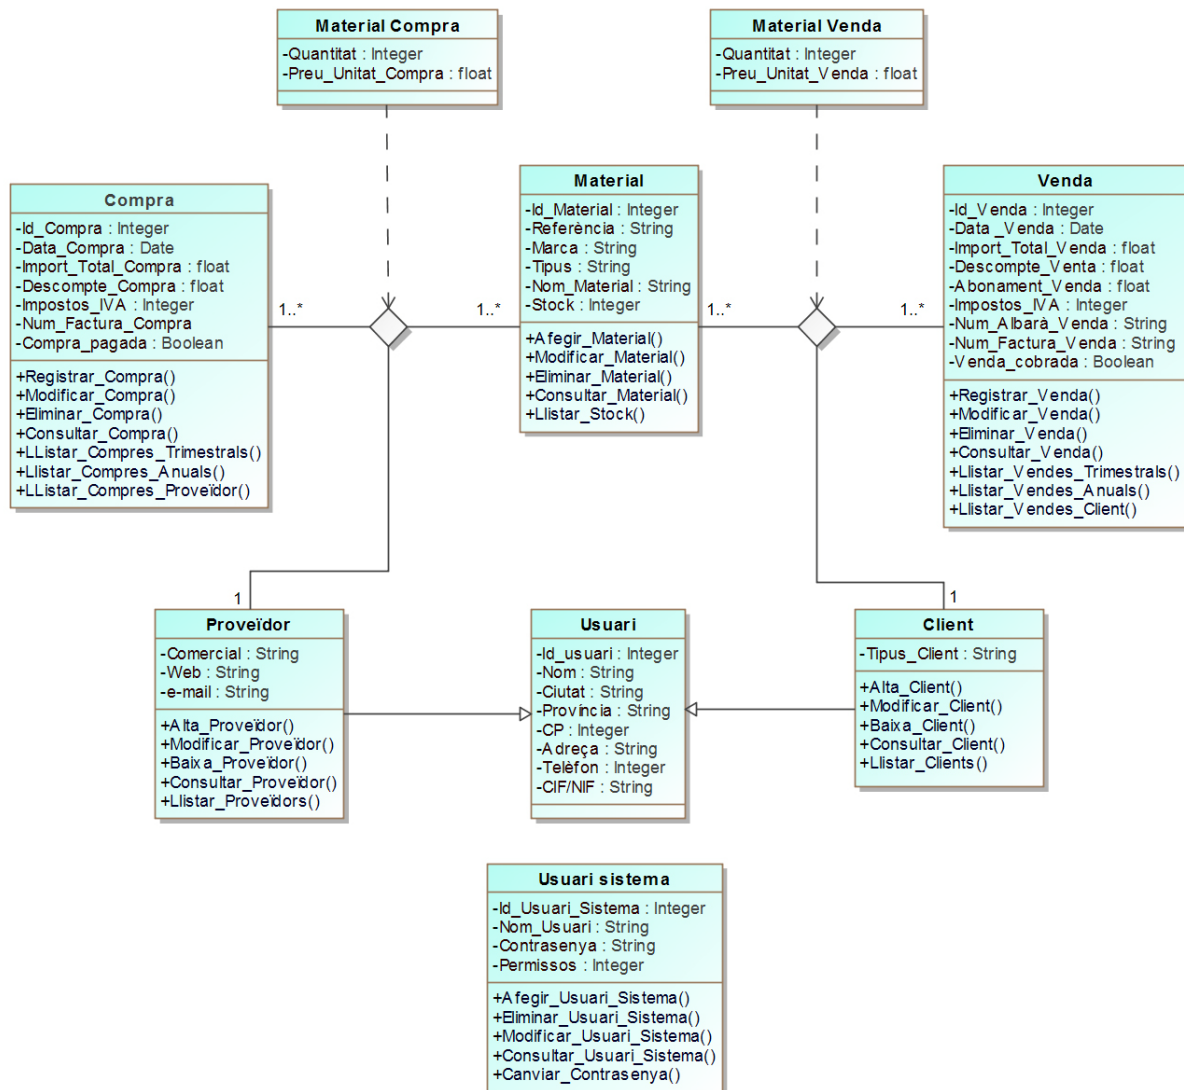 Material Compra
-Quantitat : Integer
-Preu_Unitat_Compra : float
Material Venda
-Quantitat : Integer
-Preu_Unitat_Venda : float
Compra
-Id_Compra : Integer
-Data_Compra : Date
-Import_Total_Compra : float
-Descompte_Compra : float
-Impostos_IVA : Integer
-Num_Factura_Compra
-Compra_pagada : Boolean
+Registrar_Compra()
+Modificar_Compra()
+Eliminar_Compra()
+Consultar_Compra()
+LListar_Compres_Trimestrals()
+Llistar_Compres_Anuals()
+LListar_Compres_Proveïdor()
1..*
1..*
Material
-Id_Material : Integer
-Referència : String
-Marca : String
-Tipus : String
-Nom_Material : String
-Stock : Integer
+Afegir_Material()
+Modificar_Material()
+Eliminar_Material()
+Consultar_Material()
+Llistar_Stock()
1..*
1..*
Venda
-Id_Venda : Integer
-Data _Venda : Date
-Import_Total_Venda : float
-Descompte_Venta : float
-Abonament_Venda : float
-Impostos_IVA : Integer
-Num_Albarà_Venda : String
-Num_Factura_Venda : String
-Venda_cobrada : Boolean
+Registrar_Venda()
+Modificar_Venda()
+Eliminar_Venda()
+Consultar_Venda()
+Llistar_Vendes_Trimestrals()
+Llistar_Vendes_Anuals()
+Llistar_Vendes_Client()
1
Proveïdor
-Comercial : String
-Web : String
-e-mail : String
+Alta_Proveïdor()
+Modificar_Proveïdor()
+Baixa_Proveïdor()
+Consultar_Proveïdor()
+Llistar_Proveïdors()
Usuari
-Id_usuari : Integer
-Nom : String
-Ciutat : String
-Província : String
-CP : Integer
-Adreça : String
-Telèfon : Integer
-CIF/NIF : String
1
Client
-Tipus_Client : String
+Alta_Client()
+Modificar_Client()
+Baixa_Client()
+Consultar_Client()
+Llistar_Clients()
Usuari sistema
-Id_Usuari_Sistema : Integer
-Nom_Usuari : String
-Contrasenya : String
-Permissos : Integer
+Afegir_Usuari_Sistema()
+Eliminar_Usuari_Sistema()
+Modificar_Usuari_Sistema()
+Consultar_Usuari_Sistema()
+Canviar_Contrasenya()